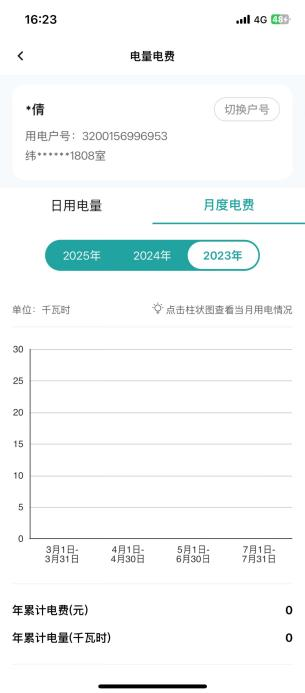 16:23
4G
48
电量电费
*倩
切换户号
用电户号：3200156996953
纬******1808室
日用电量
月度电费
2025年
2024年
2023年
单位：千瓦时
点击柱状图查看当月用电情况
30
25
20
15
10
5
0
3月1日-
3月31日
4月1日-
4月30日
5月1日-
6月30日
7月1日-
7月31日
年累计电费(元)
0
年累计电量(千瓦时)
0